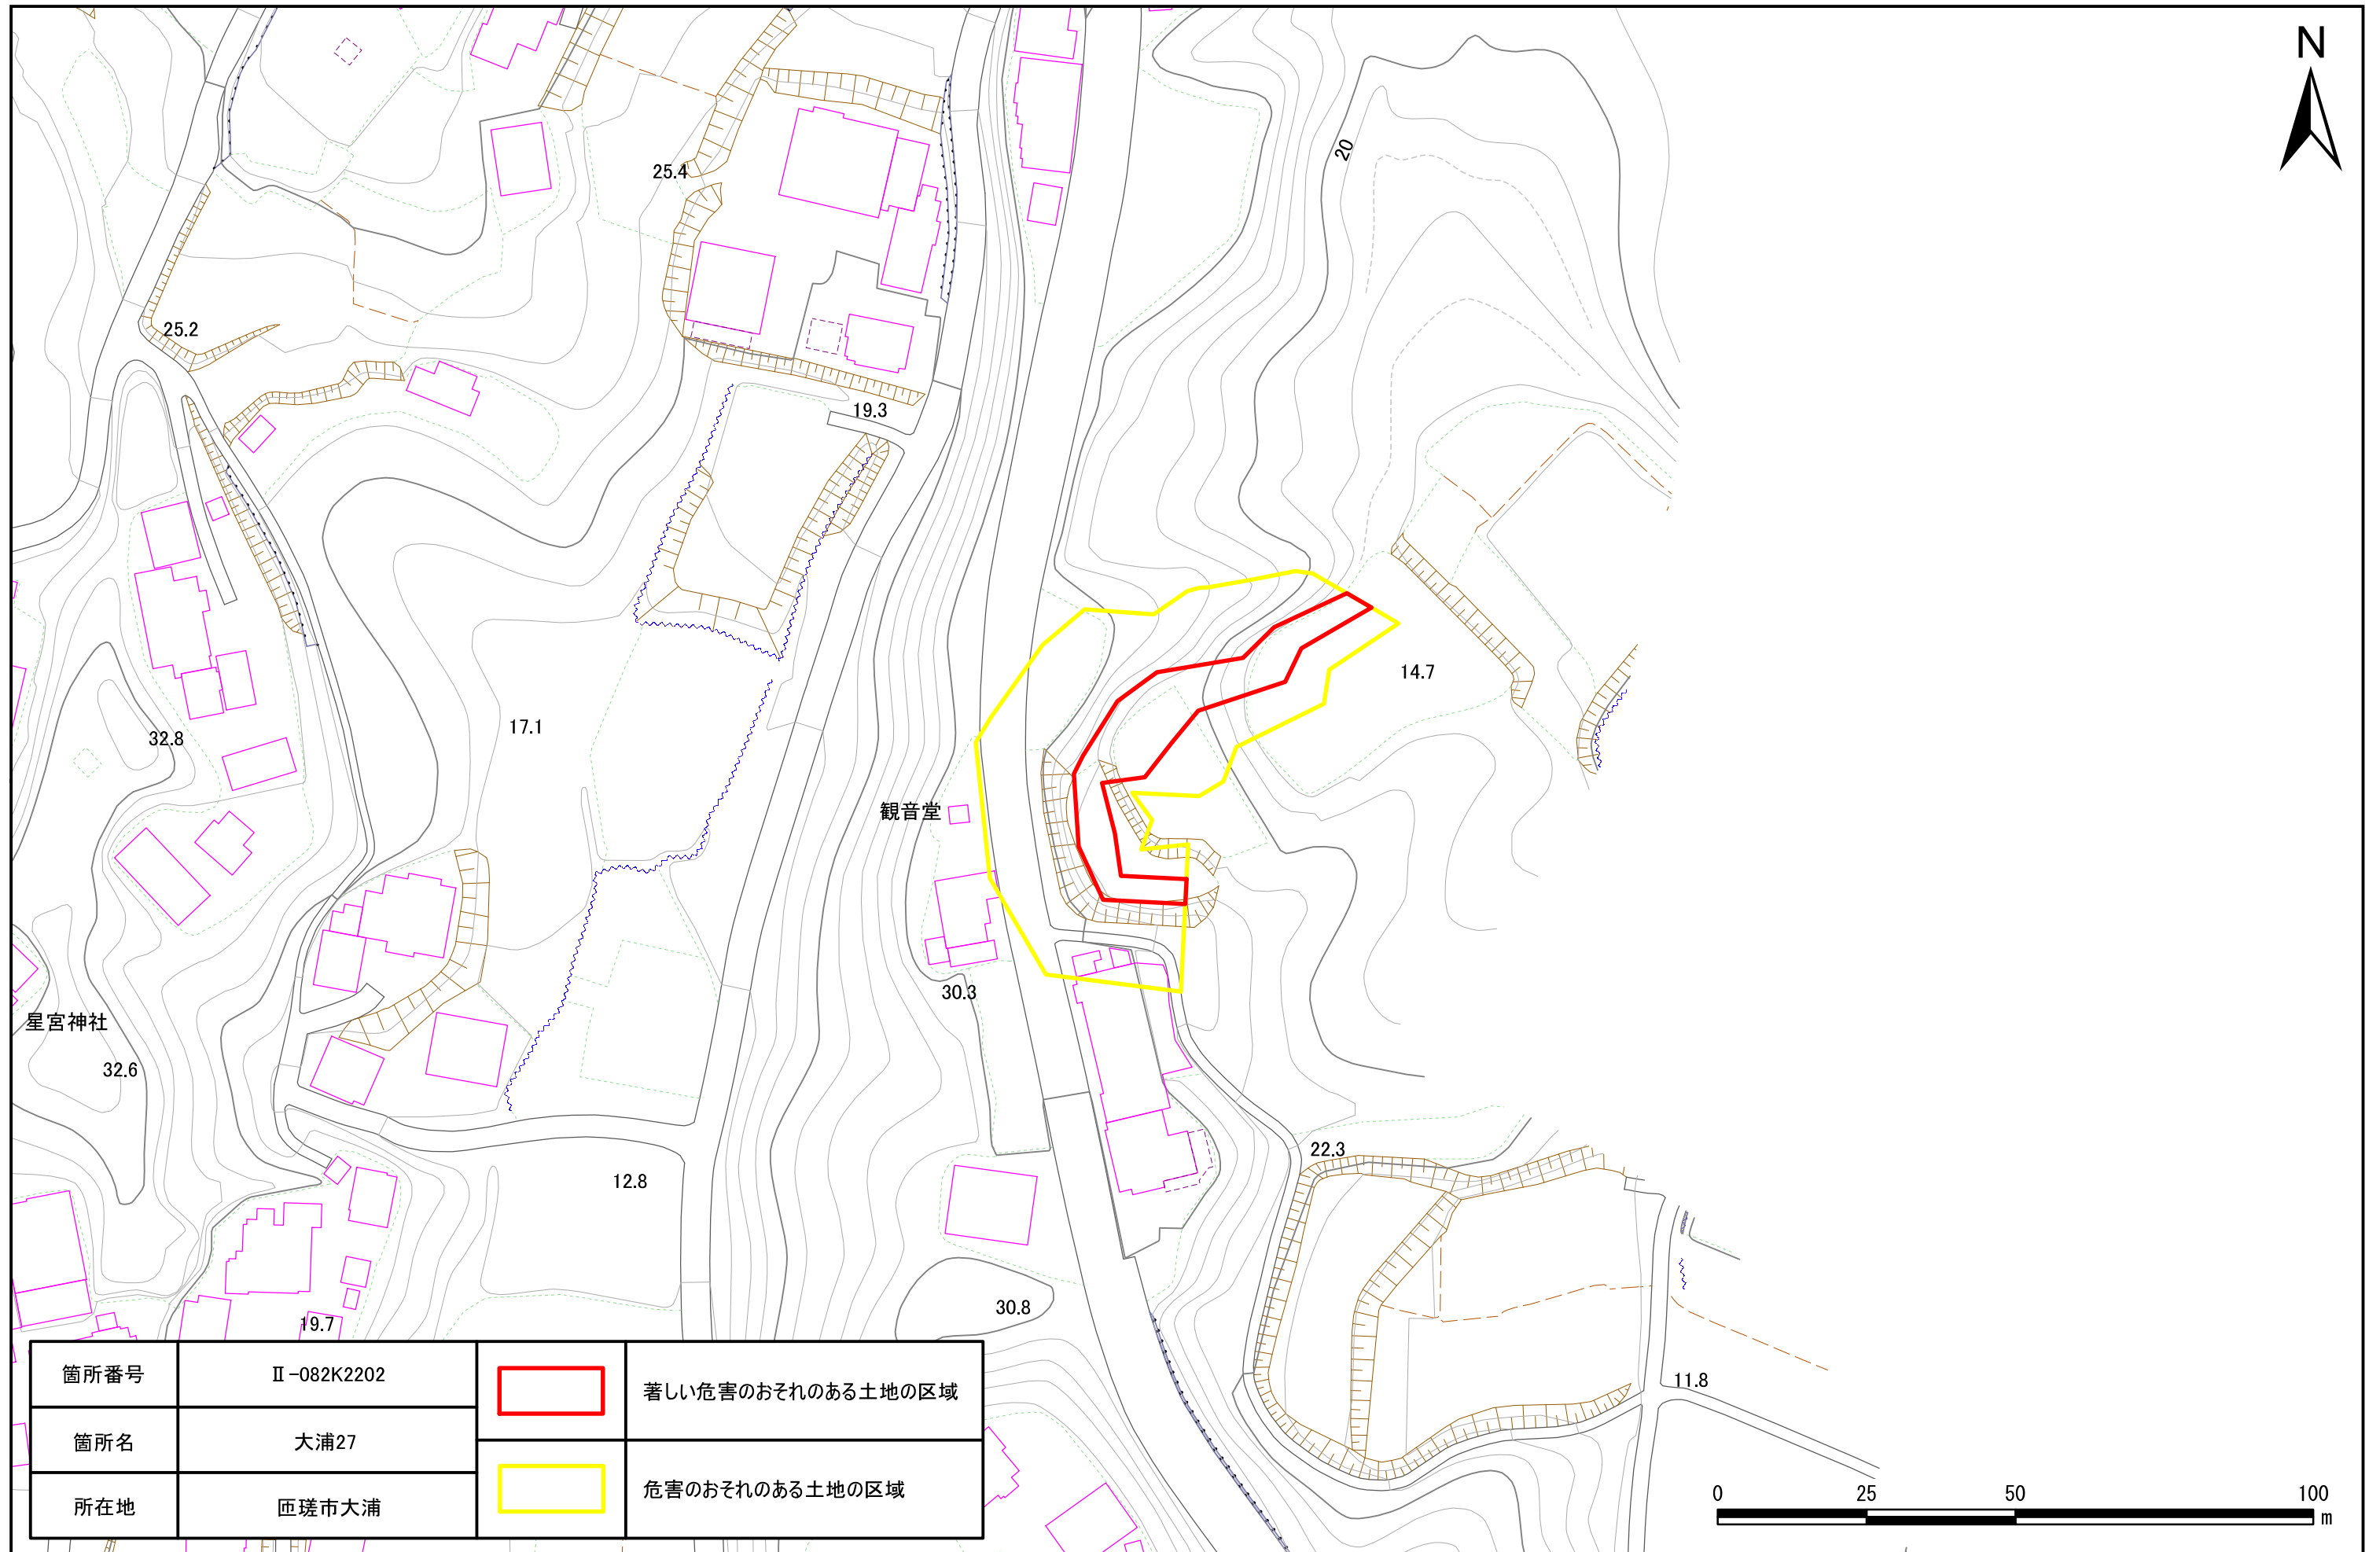 N
20
25.4
25.2
19.3
14.7
17.1
32.8
観音堂
30.3
星宮神社
32.6
22.3
12.8
30.8
19.7
11.8
箇所番号 Ⅱ-082K2202
箇所名 大浦27
所在地 匝瑳市大浦
著しい危害のおそれのある土地の区域
危害のおそれのある土地の区域
0 25 50 100
m